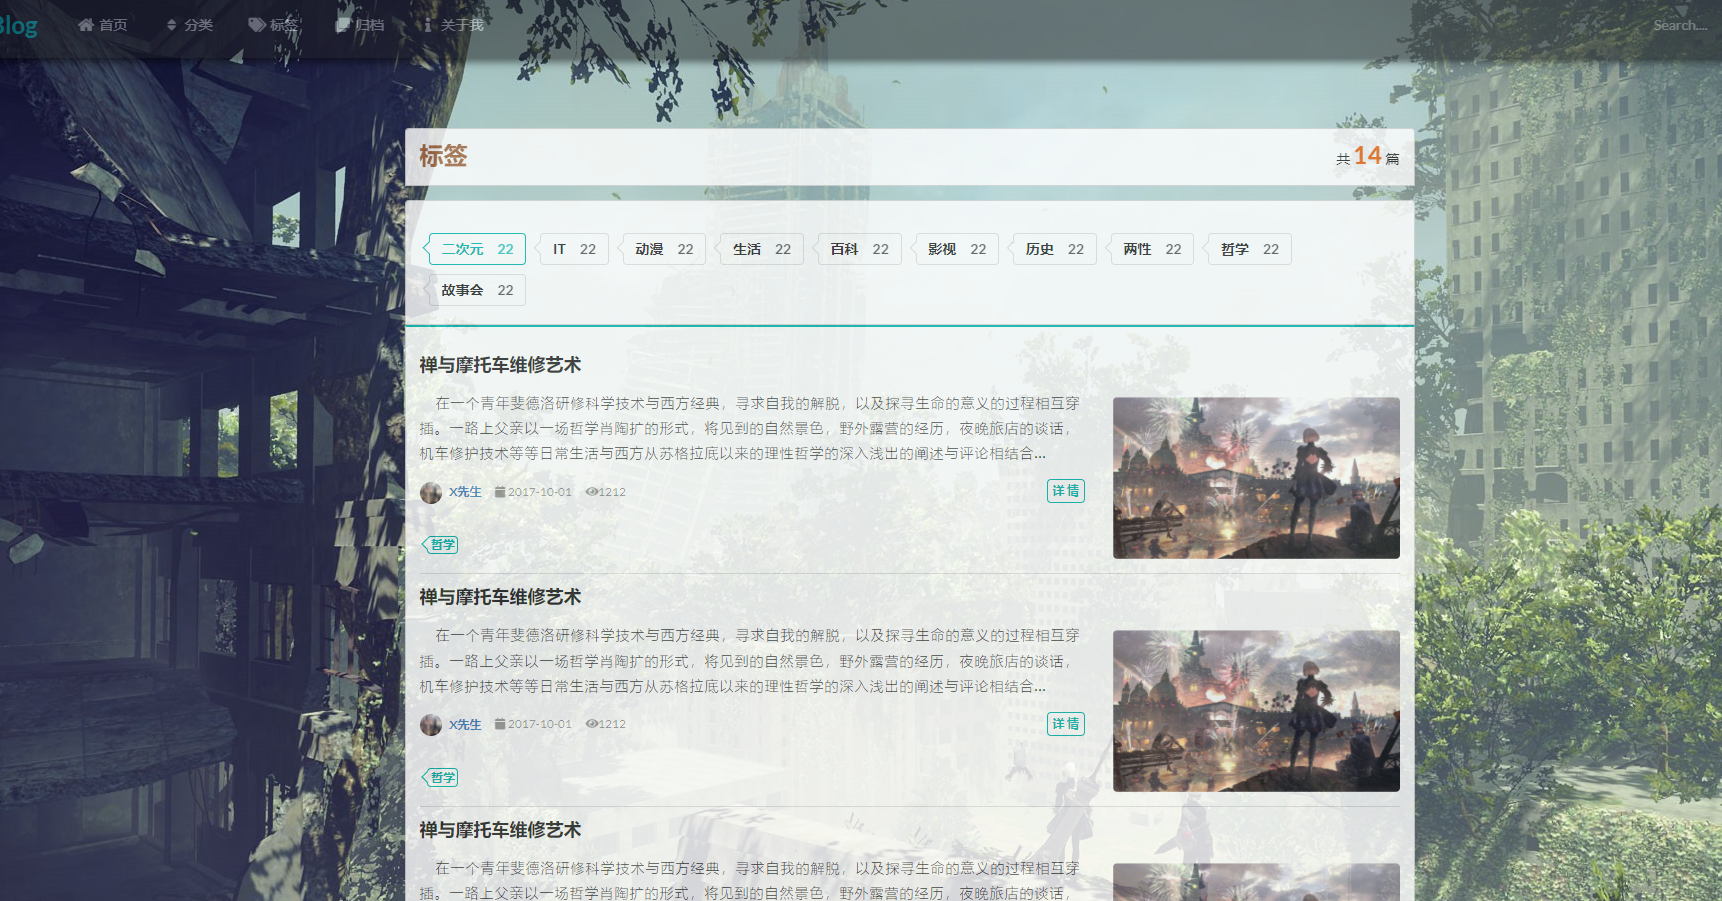 Blog 首页 分类 标签 归档 关于我 Search....
标签 共 14 篇
二次元 22 IT 22 动漫 22 生活 22 百科 22 影视 22 历史 22 两性 22 哲学 22
故事会 22
禅与摩托车维修艺术
在一个青年斐德洛研修科学技术与西方经典，寻求自我的解脱，以及探寻生命的意义的过程相互穿
插。一路上父亲以一场哲学肖陶扩的形式，将见到的自然景色，野外露营的经历，夜晚旅店的谈话，
机车修护技术等等日常生活与西方从苏格拉底以来的理性哲学的深入浅出的阐述与评论相结合...
X先生 2017-10-01 1212 详情
哲学
禅与摩托车维修艺术
在一个青年斐德洛研修科学技术与西方经典，寻求自我的解脱，以及探寻生命的意义的过程相互穿
插。一路上父亲以一场哲学肖陶扩的形式，将见到的自然景色，野外露营的经历，夜晚旅店的谈话，
机车修护技术等等日常生活与西方从苏格拉底以来的理性哲学的深入浅出的阐述与评论相结合...
X先生 2017-10-01 1212 详情
哲学
禅与摩托车维修艺术
在一个青年斐德洛研修科学技术与西方经典，寻求自我的解脱，以及探寻生命的意义的过程相互穿
插。一路上父亲以一场哲学肖陶扩的形式，将见到的自然景色，野外露营的经历，夜晚旅店的谈话，